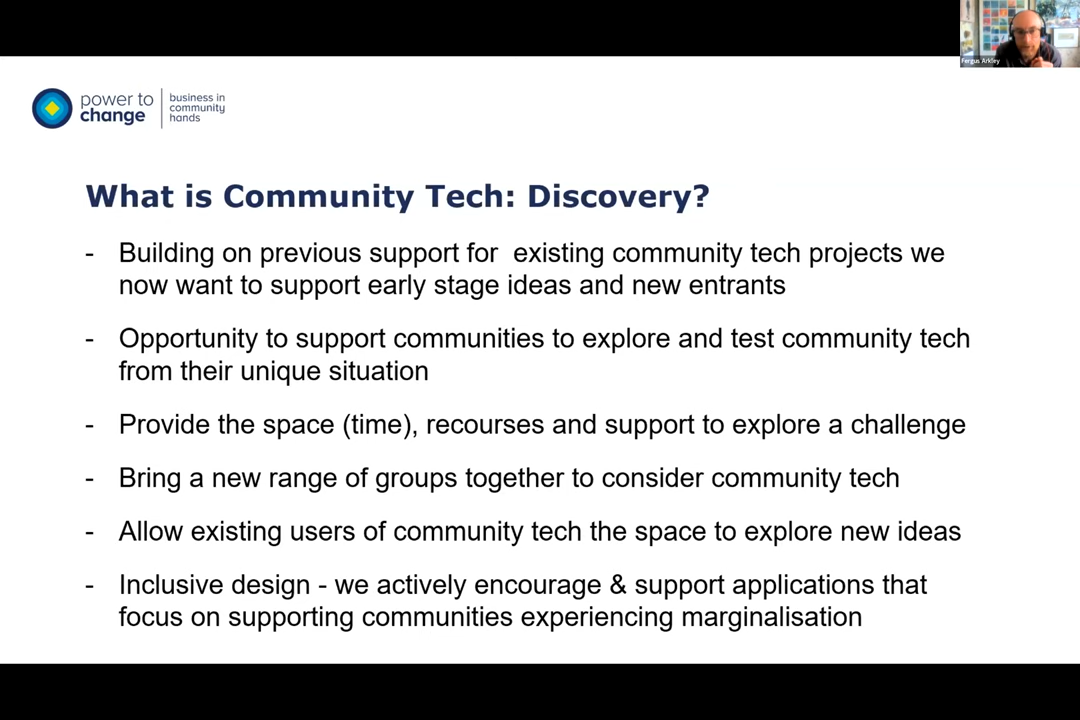 Fergus Arkley
power to
change
business in
community
hands
What is Community Tech: Discovery?
- Building on previous support for  existing community tech projects we
now want to support early stage ideas and new entrants
- Opportunity to support communities to explore and test community tech
from their unique situation
- Provide the space (time), recourses and support to explore a challenge
- Bring a new range of groups together to consider community tech
- Allow existing users of community tech the space to explore new ideas
- Inclusive design - we actively encourage & support applications that
focus on supporting communities experiencing marginalisation